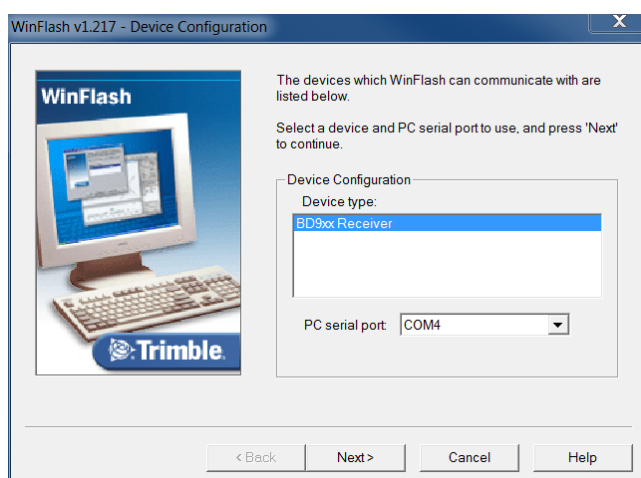 WinFlash v1.217 - Device Configuration
X
WinFlash
Trimble.
The devices which WinFlash can communicate with are
listed below.
Select a device and PC serial port to use, and press 'Next'
to continue.
Device Configuration
Device type:
BD9xx Receiver
PC serial port: COM4
< Back
Next >
Cancel
Help